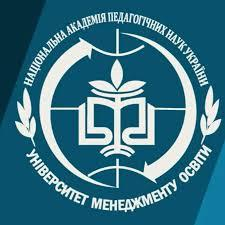 НАЦІОНАЛЬНА АКАДЕМІЯ ПЕДАГОГІЧНИХ НАУК УКРАЇНИ
УНІВЕРСИТЕТ МЕНЕДЖМЕНТУ ОСВІТИ